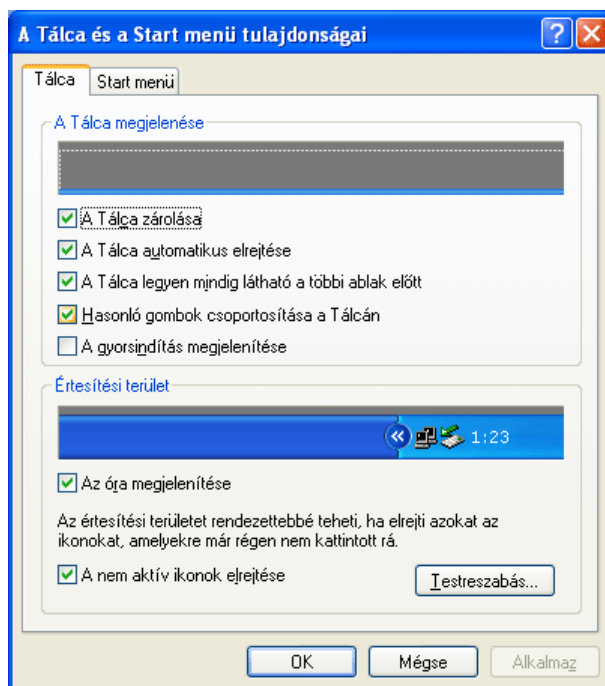 A Tálca és a Start menü tulajdonságai
Tálca
Start menü
A Tálca megjelenése
A Tálca zárolása
A Tálca automatikus elrejtése
A Tálca legyen mindig látható a többi ablak előtt
Hasonló gombok csoportosítása a Tálcán
A gyorsindítás megjelenítése
Értesítési terület
1:23
Az óra megjelenítése
Az értesítési területet rendezettebbé teheti, ha elrejti azokat az
ikonokat, amelyekre már régen nem kattintott rá.
A nem aktív ikonok elrejtése
Testreszabás...
OK
Mégse
Alkalmaz